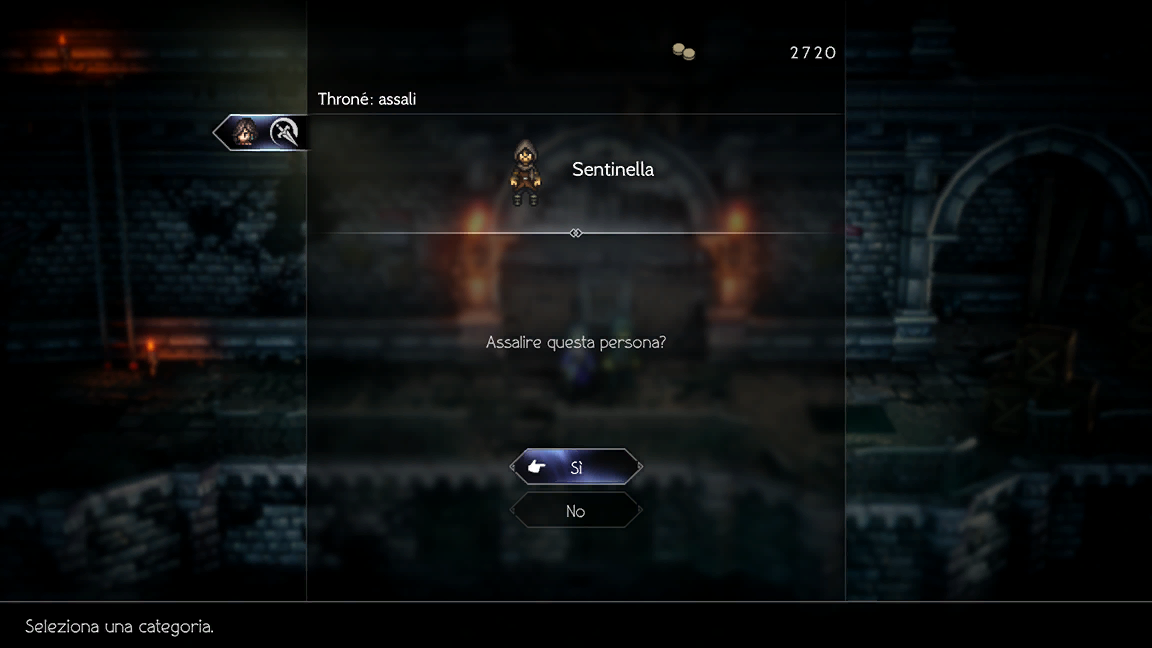 2720
Throné: assali
Sentinella
Assalire questa persona?
Sì
No
Seleziona una categoria.